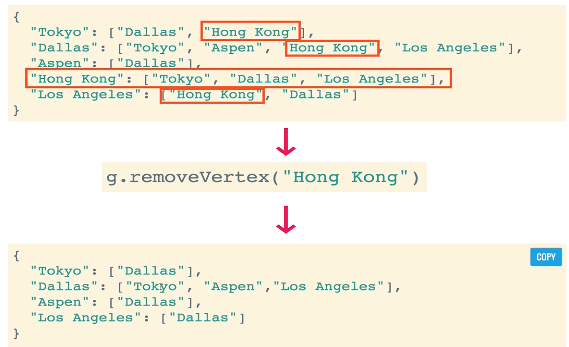 {
"Tokyo": ["Dallas", "Hong Kong"],
"Dallas": ["Tokyo", "Aspen", "Hong Kong", "Los Angeles"],
"Aspen": ["Dallas"],
"Hong Kong": ["Tokyo", "Dallas", "Los Angeles"],
"Los Angeles": ["Hong Kong", "Dallas"]
}
g.removeVertex("Hong Kong")
COPY
{
"Tokyo": ["Dallas"],
"Dallas": ["Tokyo", "Aspen","Los Angeles"],
"Aspen": ["Dallas"],
"Los Angeles": ["Dallas"]
}